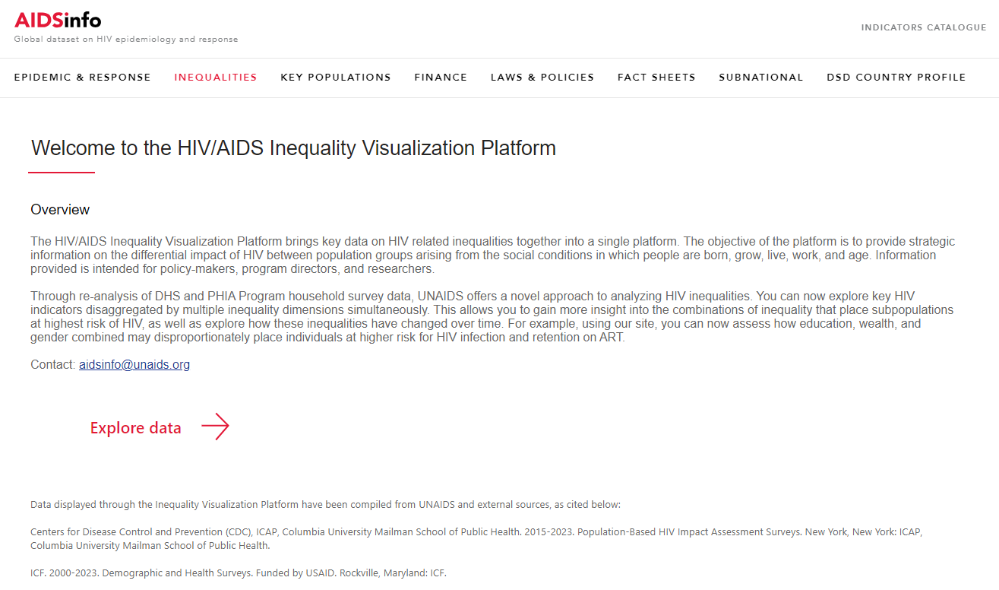 AIDSinfo
Global dataset on HIV epidemiology and response
INDICATORS CATALOGUE
EPIDEMIC & RESPONSE INEQUALITIES KEY POPULATIONS FINANCE LAWS & POLICIES FACT SHEETS SUBNATIONAL DSD COUNTRY PROFILE
Welcome to the HIV/AIDS Inequality Visualization Platform
Overview
The HIV/AIDS Inequality Visualization Platform brings key data on HIV related inequalities together into a single platform. The objective of the platform is to provide strategic
information on the differential impact of HIV between population groups arising from the social conditions in which people are born, grow, live, work, and age. Information
provided is intended for policy-makers, program directors, and researchers.
Through re-analysis of DHS and PHIA Program household survey data, UNAIDS offers a novel approach to analyzing HIV inequalities. You can now explore key HIV
indicators disaggregated by multiple inequality dimensions simultaneously. This allows you to gain more insight into the combinations of inequality that place subpopulations
at highest risk of HIV, as well as explore how these inequalities have changed over time. For example, using our site, you can now assess how education, wealth, and
gender combined may disproportionately place individuals at higher risk for HIV infection and retention on ART.
Contact: aidsinfo@unaids.org
Explore data
Data displayed through the Inequality Visualization Platform have been compiled from UNAIDS and external sources, as cited below:
Centers for Disease Control and Prevention (CDC), ICAP, Columbia University Mailman School of Public Health. 2015-2023. Population-Based HIV Impact Assessment Surveys. New York, New York: ICAP,
Columbia University Mailman School of Public Health.
ICF. 2000-2023. Demographic and Health Surveys. Funded by USAID. Rockville, Maryland: ICF.